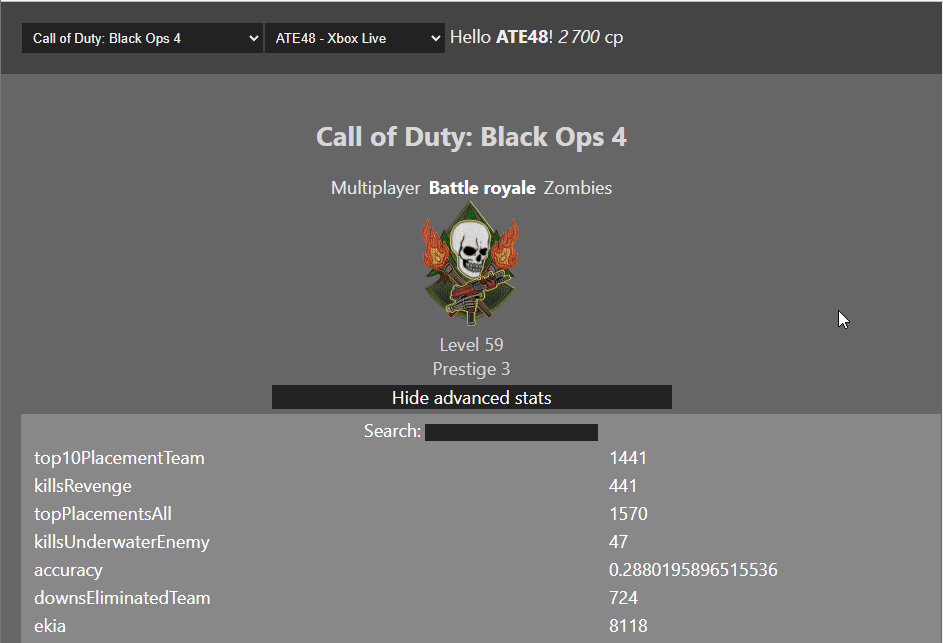 Call of Duty: Black Ops 4 ATE48 - Xbox Live Hello ATE48! 2 700 cp
Call of Duty: Black Ops 4
Multiplayer Battle royale Zombies
Level 59
Prestige 3
Hide advanced stats
Search:
top10PlacementTeam 1441
killsRevenge 441
topPlacementsAll 1570
killsUnderwaterEnemy 47
accuracy 0.2880195896515536
downsEliminatedTeam 724
ekia 8118